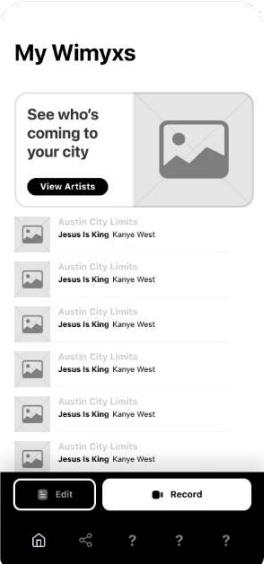 My Wimyxs
See who's
coming to
your city
View Artists
Austin City Limits
Jesus Is King Kanye West
Austin City Limits
Jesus Is King Kanye West
Austin City Limits
Jesus Is King Kanye West
Austin City Limits
Jesus Is King Kanye West
Austin City Limits
Jesus Is King Kanye West
Austin City Limits
Jesus Is King Kanye West
Edit
Record
? ? ?